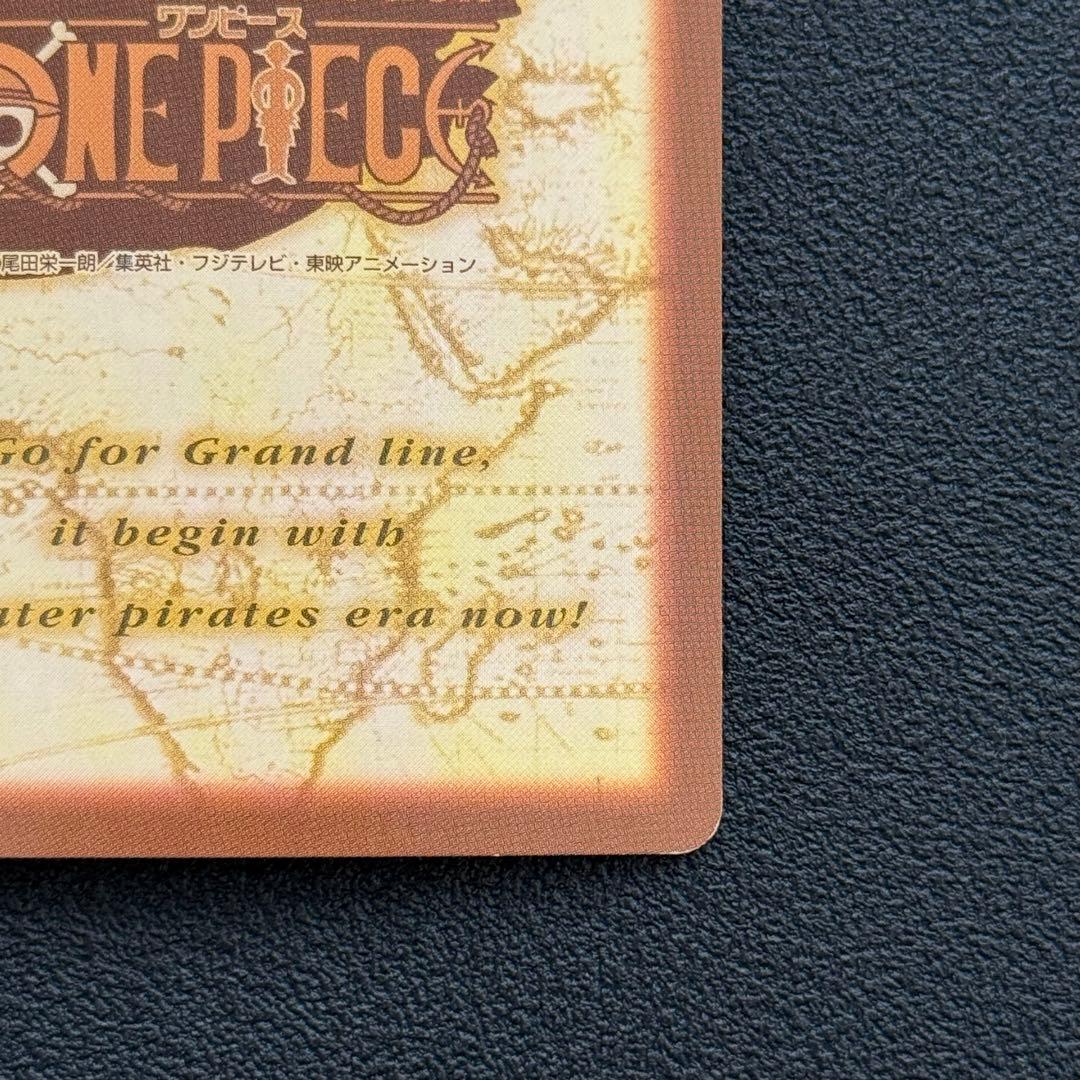 ワンピース
ONE PIECE
尾田栄一朗/集英社・フジテレビ・東映アニメーション
Go for Grand line,
it begin with
pirates era now!